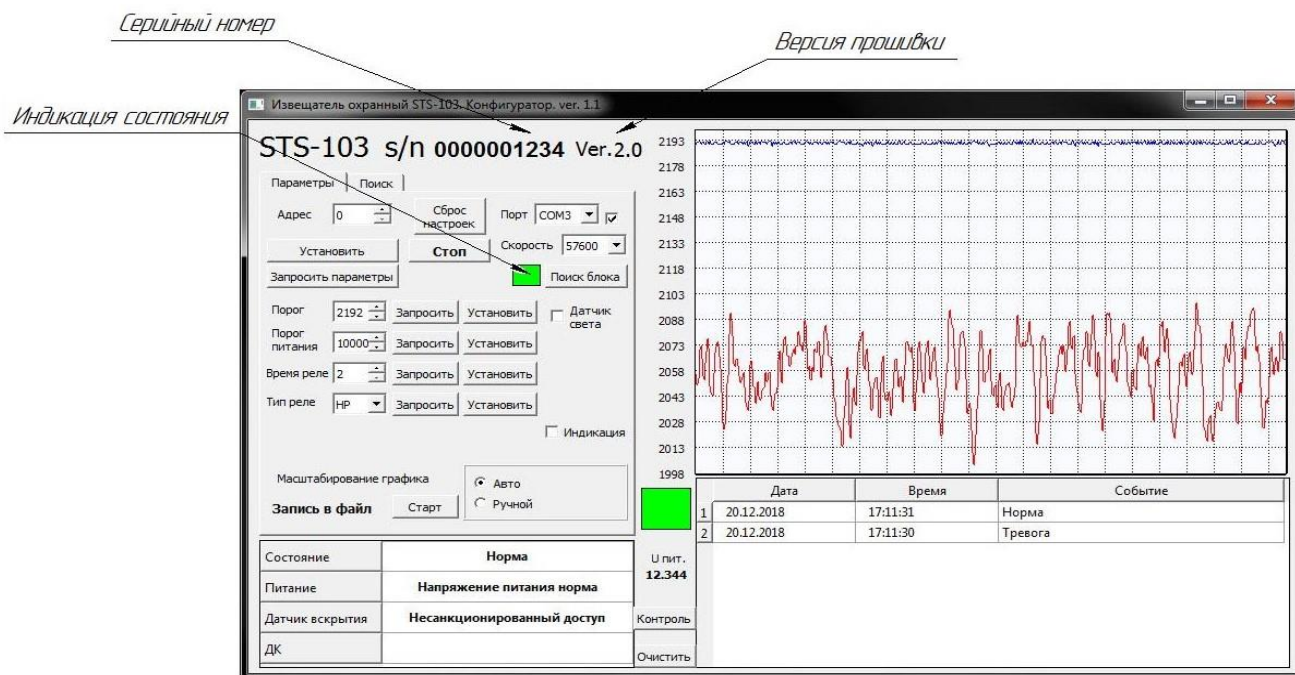 Серийный номер
Версия прошивки
Индикация состояния
Извещатель охранный STS-103. Конфигуратор. ver. 1.1
STS-103 s/n 0000001234 Ver.2.0
Параметры Поиск
Адрес 0 Сброс настроек Порт COM3
Установить Стоп Скорость 57600
Запросить параметры Поиск блока
Порог 2192 Запросить Установить Датчик света
Порог питания 10000 Запросить Установить
Время реле 2 Запросить Установить
Тип реле НР Запросить Установить
Индикация
Масштабирование графика Авто
Запись в файл Старт Ручной
2193
2178
2163
2148
2133
2118
2103
2088
2073
2058
2043
2028
2013
1998
Дата Время Событие
1 20.12.2018 17:11:31 Норма
2 20.12.2018 17:11:30 Тревога
Состояние Норма
Питание Напряжение питания норма
Датчик вскрытия Несанкционированный доступ
ДК
U пит.
12.344
Контроль
Очистить